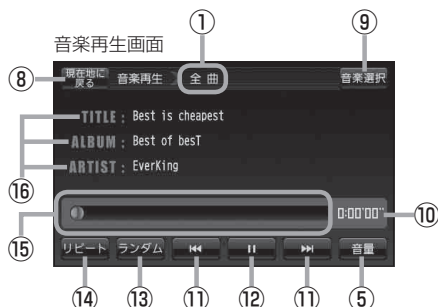 ① ⑨
音楽再生画面
⑧ 現在地に戻る 音楽再生 全 曲 音楽選択
TITLE : Best is cheapest
ALBUM : Best of besT
ARTIST : EverKing
⑯
0:00'00" ⑩
⑮
リピート ランダム ⏮ ⏸ ⏭ 音量
⑭ ⑬ ⑪ ⑫ ⑪ ⑤